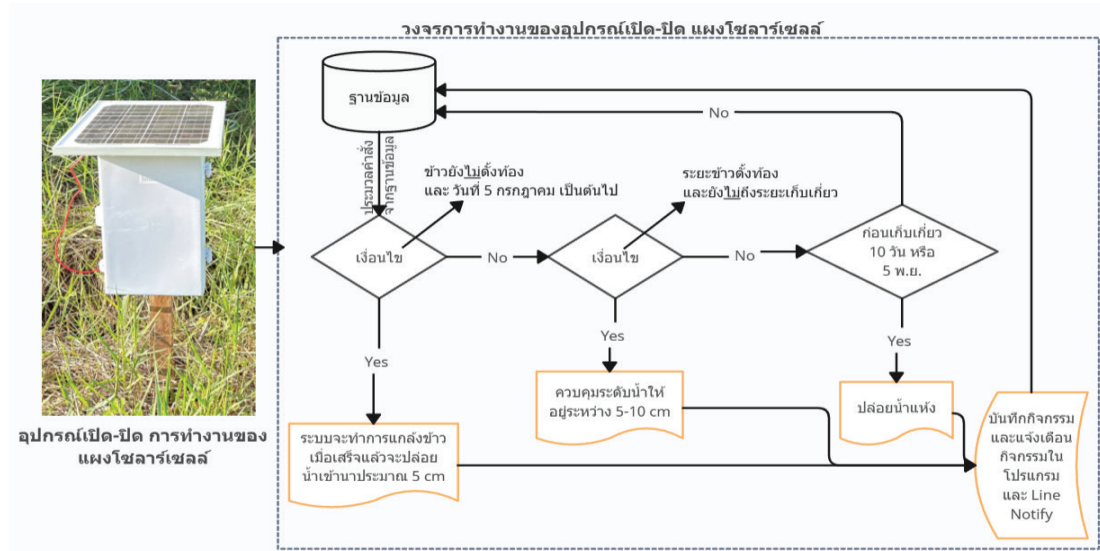 วงจรการทำงานของอุปกรณ์เปิด-ปิด แผงโซลาร์เซลล์
ฐานข้อมูล
No
ประมวลคำสั่ง
จากฐานข้อมูล
ข้าวยังไม่ตั้งท้อง
และ วันที่ 5 กรกฎาคม เป็นต้นไป
ระยะข้าวตั้งท้อง
และยังไม่ถึงระยะเก็บเกี่ยว
เงื่อนไข
No
เงื่อนไข
No
ก่อนเก็บเกี่ยว
10 วัน หรือ
5 พ.ย.
Yes
Yes
Yes
อุปกรณ์เปิด-ปิด การทำงานของ
แผงโซลาร์เซลล์
ระบบจะทำการแกล้งข้าว
เมื่อเสร็จแล้วจะปล่อย
น้ำเข้านาประมาณ 5 cm
ควบคุมระดับน้ำให้
อยู่ระหว่าง 5-10 cm
ปล่อยน้ำแห้ง
บันทึกกิจกรรม
และแจ้งเตือน
กิจกรรมใน
โปรแกรม
และ Line
Notify